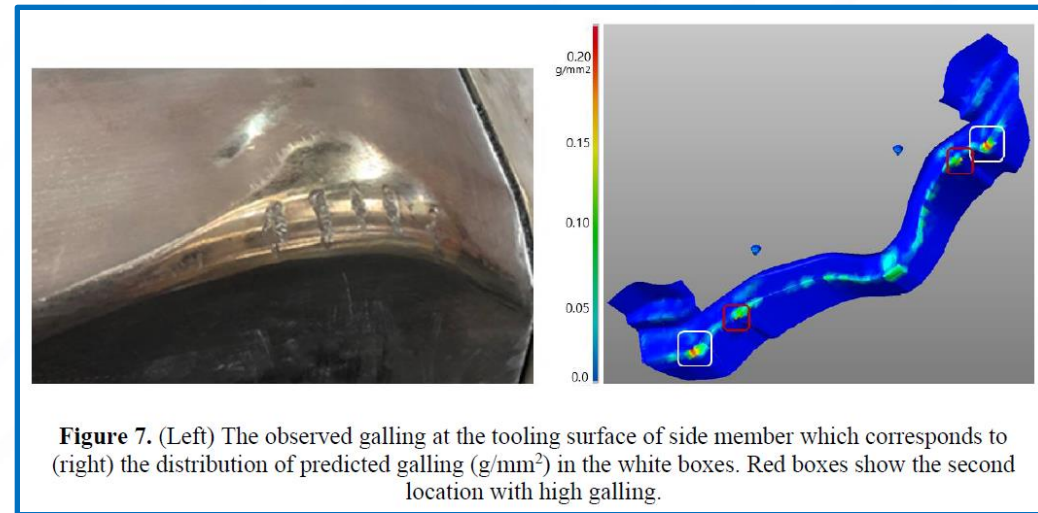 0.20
g/mm2
0.15
0.10
0.05
0.0
Figure 7. (Left) The observed galling at the tooling surface of side member which corresponds to
(right) the distribution of predicted galling (g/mm²) in the white boxes. Red boxes show the second
location with high galling.